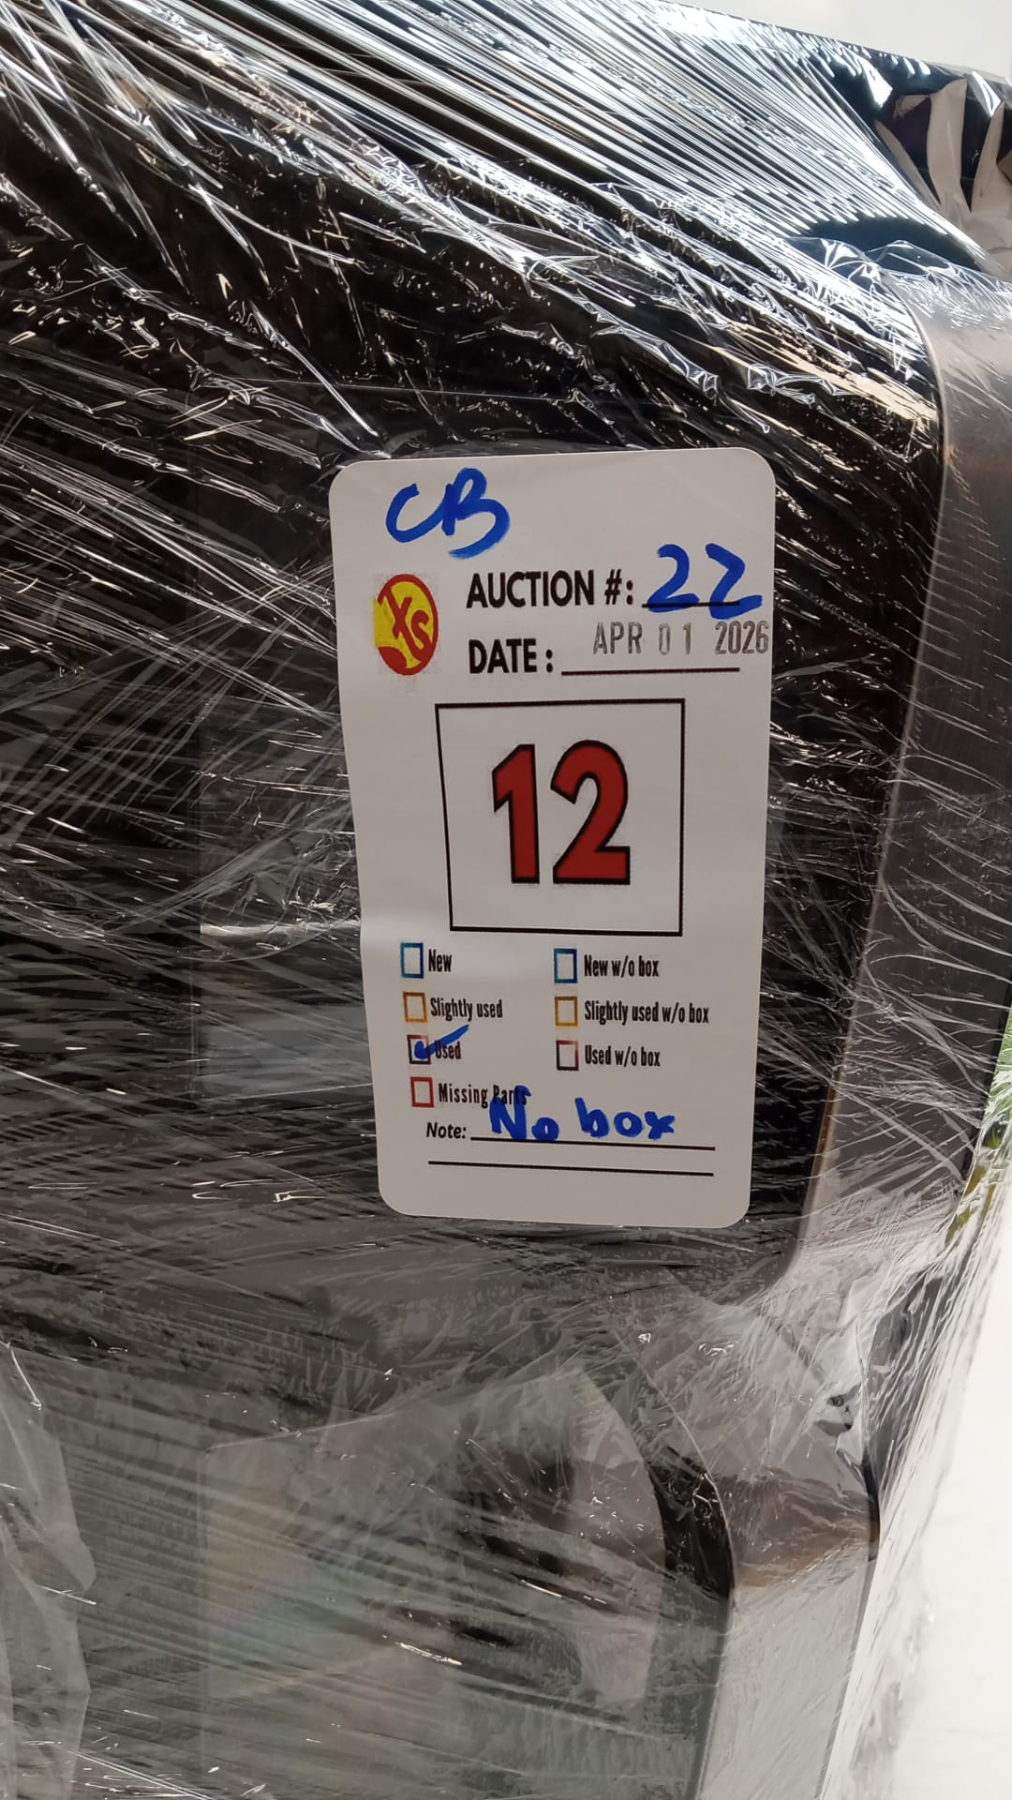 CB
XS
AUCTION #: 22
DATE: APR 01 2026
12
New
New w/o box
Slightly used
Slightly used w/o box
Used
Used w/o box
Missing Parts
Note: No box